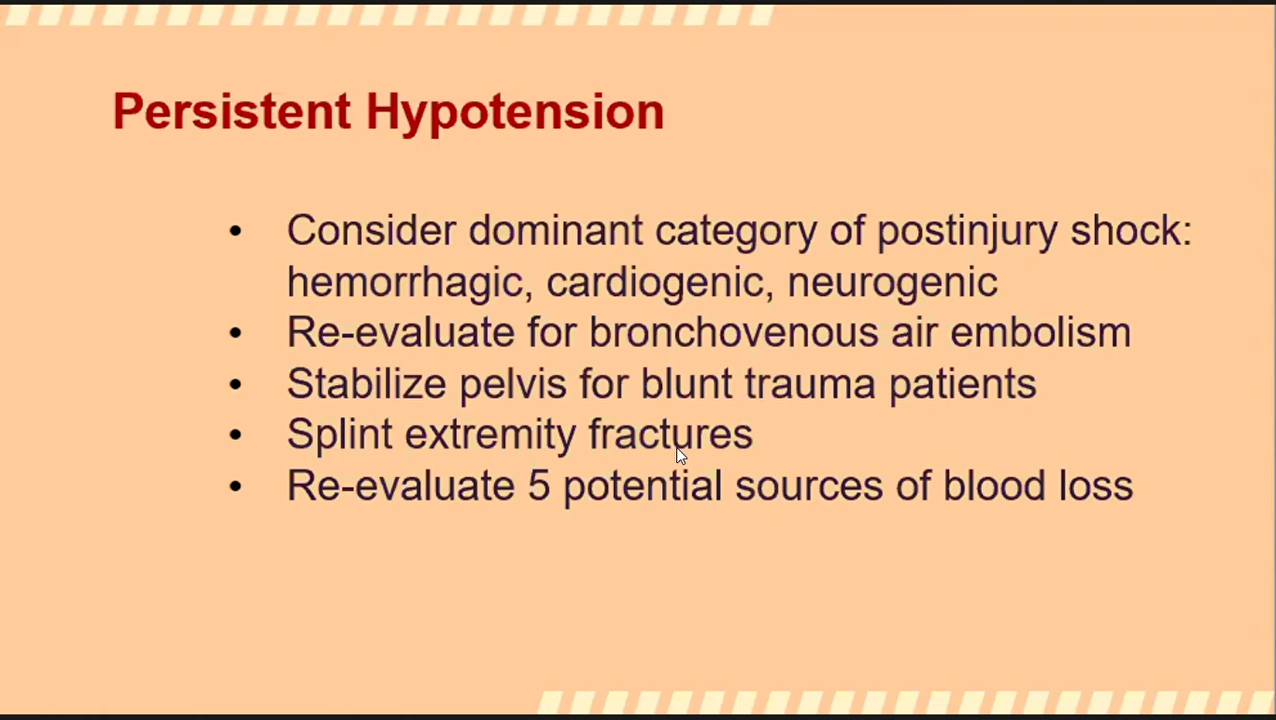 Persistent Hypotension
• Consider dominant category of postinjury shock:
hemorrhagic, cardiogenic, neurogenic
• Re-evaluate for bronchovenous air embolism
• Stabilize pelvis for blunt trauma patients
• Splint extremity fractures
• Re-evaluate 5 potential sources of blood loss